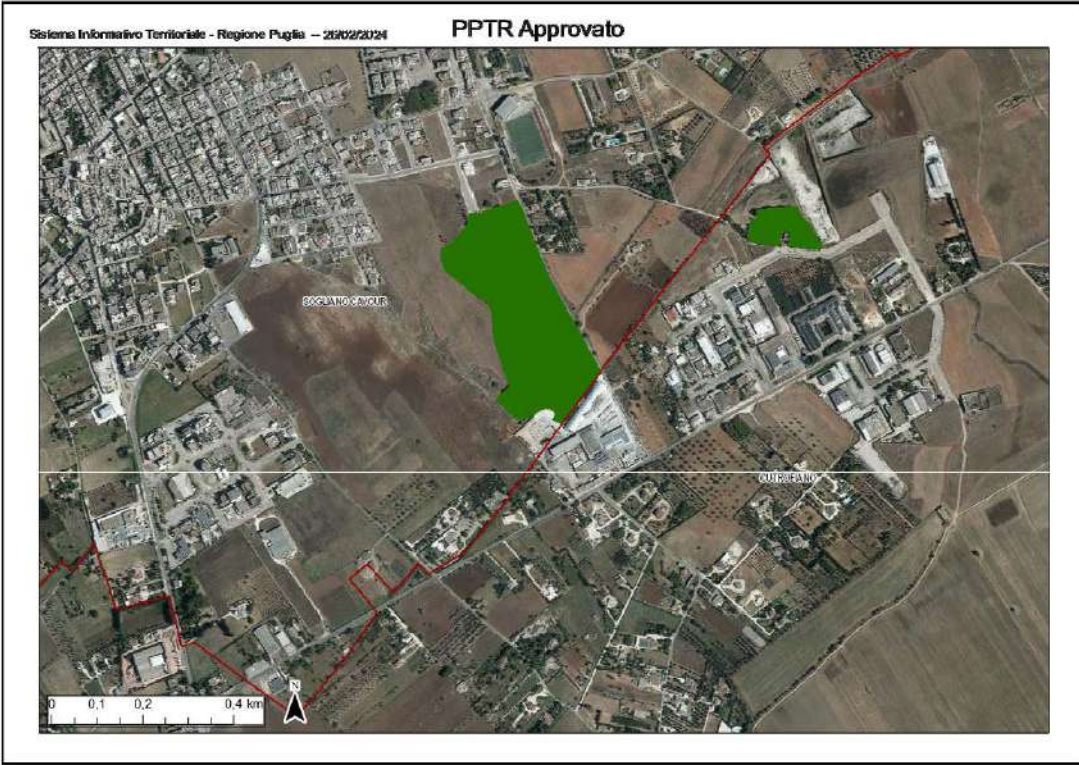 Sistema Informativo Territoriale - Regione Puglia -- 26/02/2024
PPTR Approvato
SOGLIANO CAVOUR
CUTROFIANO
N
0 0,1 0,2 0,4 km